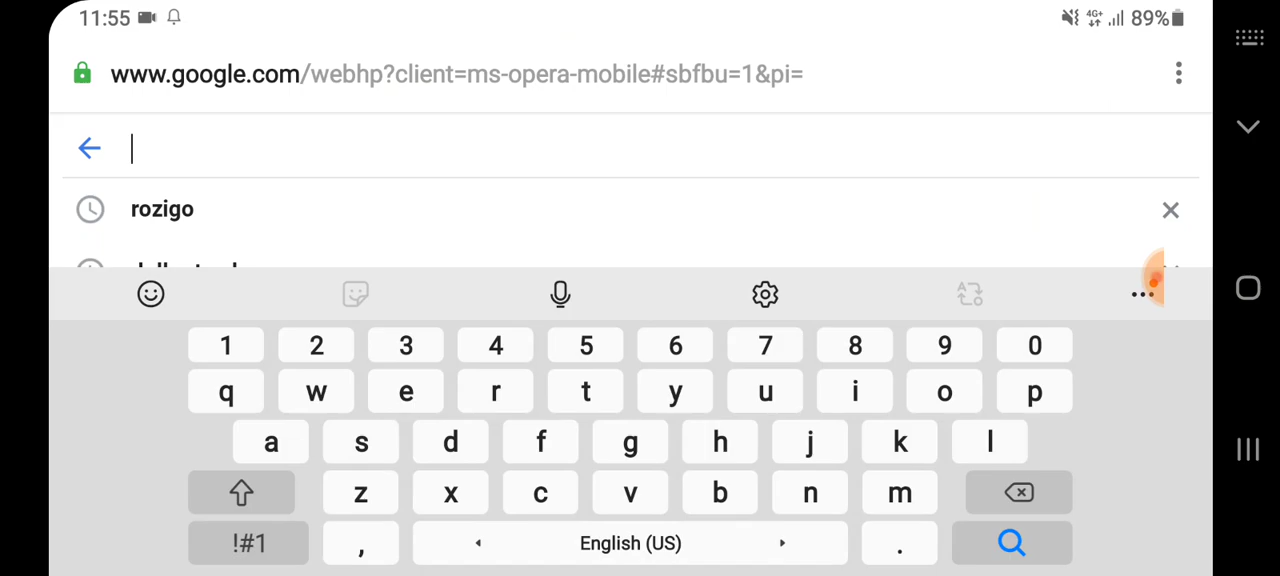 11:55 4G+ 89%
www.google.com/webhp?client=ms-opera-mobile#sbfbu=1&pi=
rozigo
1 2 3 4 5 6 7 8 9 0
q w e r t y u i o p
a s d f g h j k l
z x c v b n m
!#1 , English (US) .